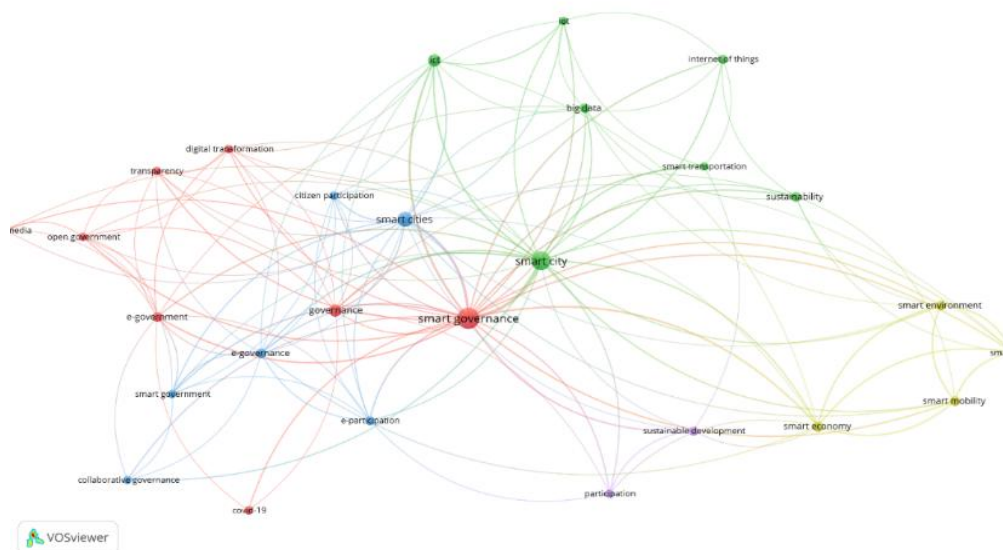 iot
ict
internet of things
big data
digital transformation
transparency
smart transportation
citizen participation
sustainability
smart cities
media
open government
smart city
smart environment
governance
e-government
smart governance
e-governance
sma
smart government
smart mobility
e-participation
smart economy
sustainable development
collaborative governance
participation
covid-19
VOSviewer